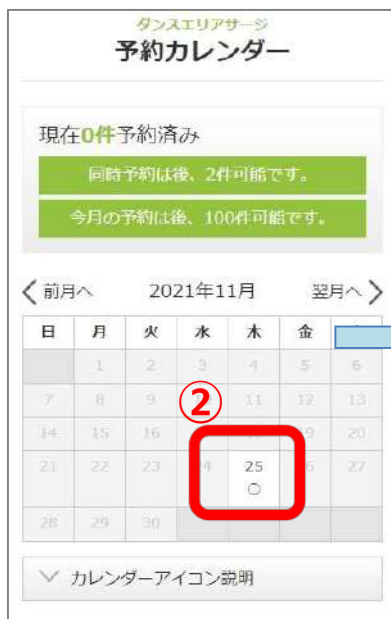 ダンスエリアサージ
予約カレンダー
現在0件予約済み
同時予約は後、2件可能です。
今月の予約は後、100件可能です。
前月へ 2021年11月 翌月へ
日 月 火 水 木 金
1 2 3 4 5 6
7 8 9 ② 11 12 13
14 15 16 19 20
21 22 23 24 25 26 27
○
28 29 30
カレンダーアイコン説明